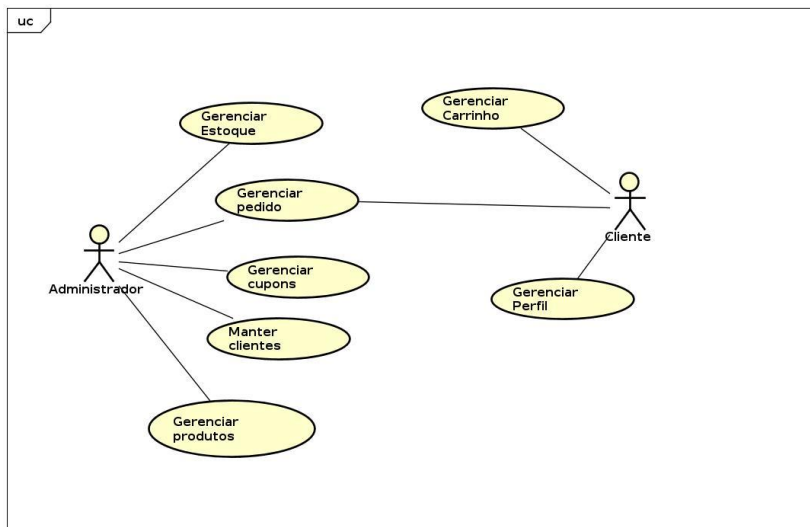 uc
Gerenciar
Estoque
Gerenciar
Carrinho
Gerenciar
pedido
Cliente
Administrador
Gerenciar
cupons
Gerenciar
Perfil
Manter
clientes
Gerenciar
produtos